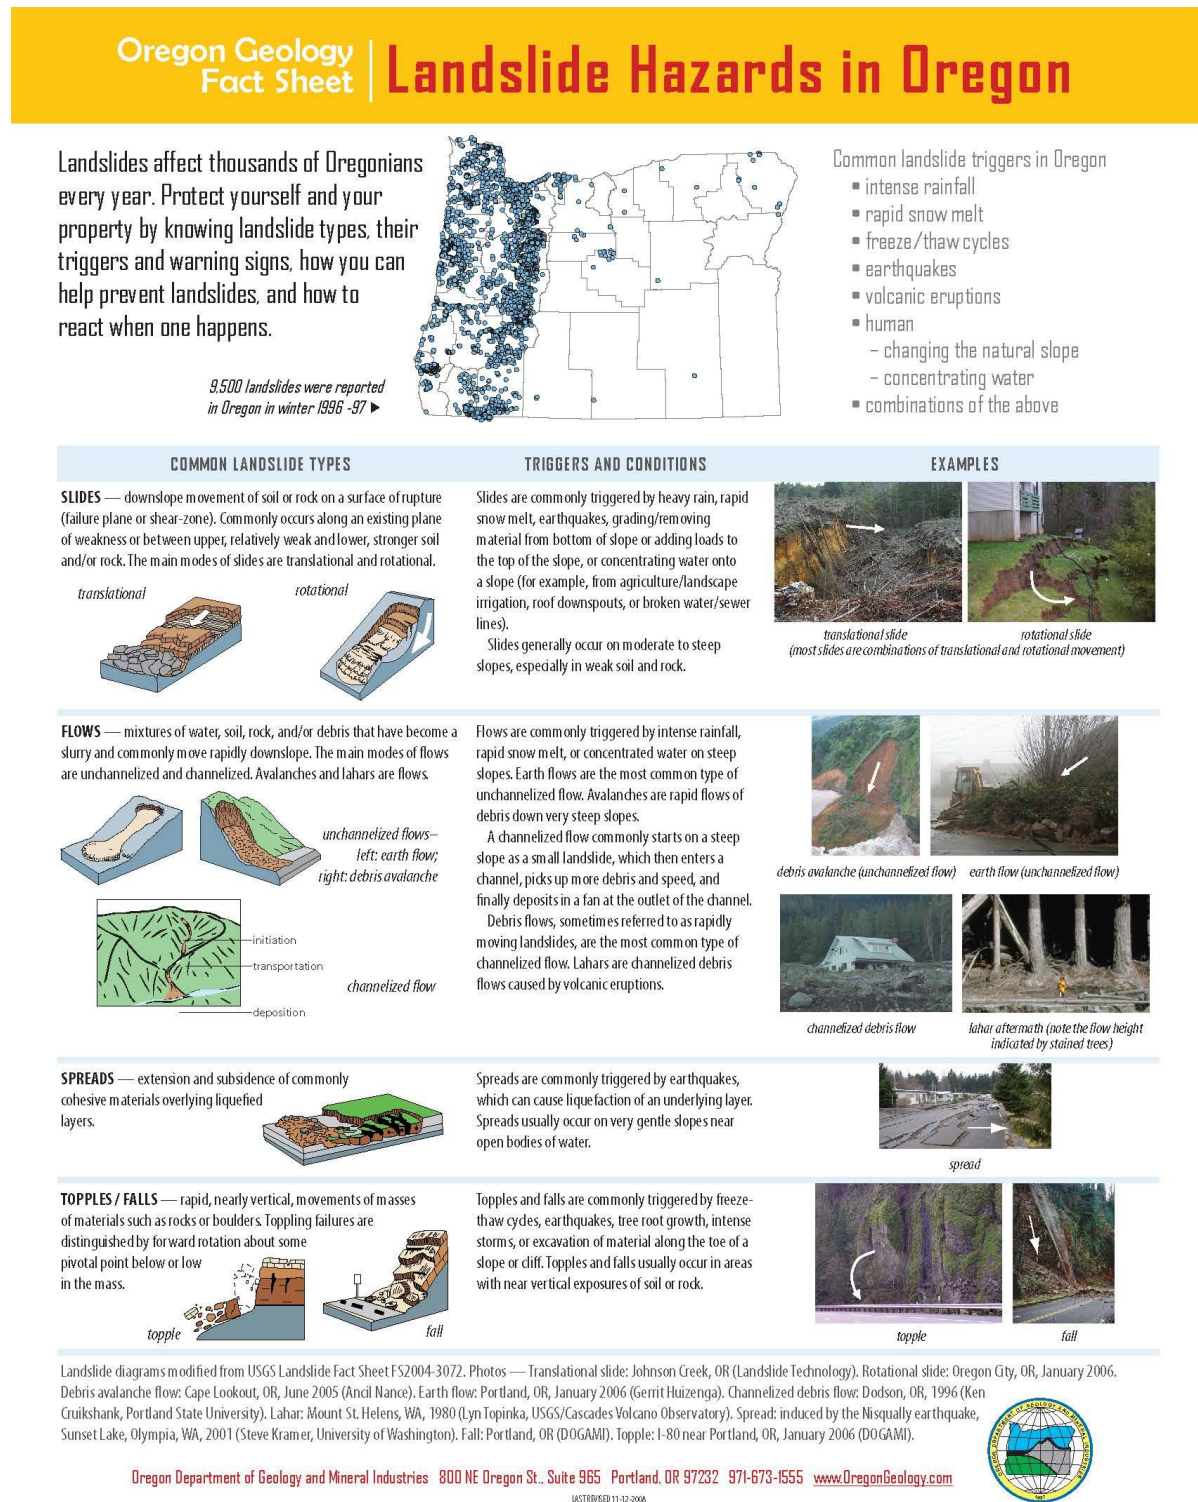 Oregon Geology
Fact Sheet
Landslide Hazards in Oregon
Landslides affect thousands of Oregonians
every year. Protect yourself and your
property by knowing landslide types, their
triggers and warning signs, how you can
help prevent landslides, and how to
react when one happens.
9,500 landslides were reported
in Oregon in winter 1996 -97 ▶
Common landslide triggers in Oregon
▪ intense rainfall
▪ rapid snow melt
▪ freeze/thaw cycles
▪ earthquakes
▪ volcanic eruptions
▪ human
– changing the natural slope
– concentrating water
▪ combinations of the above
COMMON LANDSLIDE TYPES
TRIGGERS AND CONDITIONS
EXAMPLES
SLIDES — downslope movement of soil or rock on a surface of rupture
(failure plane or shear-zone). Commonly occurs along an existing plane
of weakness or between upper, relatively weak and lower, stronger soil
and/or rock. The main modes of slides are translational and rotational.
translational
rotational
Slides are commonly triggered by heavy rain, rapid
snow melt, earthquakes, grading/removing
material from bottom of slope or adding loads to
the top of the slope, or concentrating water onto
a slope (for example, from agriculture/landscape
irrigation, roof downspouts, or broken water/sewer
lines).
Slides generally occur on moderate to steep
slopes, especially in weak soil and rock.
translational slide
rotational slide
(most slides are combinations of translational and rotational movement)
FLOWS — mixtures of water, soil, rock, and/or debris that have become a
slurry and commonly move rapidly downslope. The main modes of flows
are unchannelized and channelized. Avalanches and lahars are flows.
unchannelized flows–
left: earth flow;
right: debris avalanche
initiation
transportation
channelized flow
deposition
Flows are commonly triggered by intense rainfall,
rapid snow melt, or concentrated water on steep
slopes. Earth flows are the most common type of
unchannelized flow. Avalanches are rapid flows of
debris down very steep slopes.
A channelized flow commonly starts on a steep
slope as a small landslide, which then enters a
channel, picks up more debris and speed, and
finally deposits in a fan at the outlet of the channel.
Debris flows, sometimes referred to as rapidly
moving landslides, are the most common type of
channelized flow. Lahars are channelized debris
flows caused by volcanic eruptions.
debris avalanche (unchannelized flow)
earth flow (unchannelized flow)
channelized debris flow
lahar aftermath (note the flow height
indicated by stained trees)
SPREADS — extension and subsidence of commonly
cohesive materials overlying liquefied
layers.
Spreads are commonly triggered by earthquakes,
which can cause liquefaction of an underlying layer.
Spreads usually occur on very gentle slopes near
open bodies of water.
spread
TOPPLES / FALLS — rapid, nearly vertical, movements of masses
of materials such as rocks or boulders. Toppling failures are
distinguished by forward rotation about some
pivotal point below or low
in the mass.
topple
fall
Topples and falls are commonly triggered by freeze-
thaw cycles, earthquakes, tree root growth, intense
storms, or excavation of material along the toe of a
slope or cliff. Topples and falls usually occur in areas
with near vertical exposures of soil or rock.
topple
fall
Landslide diagrams modified from USGS Landslide Fact Sheet FS2004-3072. Photos — Translational slide: Johnson Creek, OR (Landslide Technology). Rotational slide: Oregon City, OR, January 2006.
Debris avalanche flow: Cape Lookout, OR, June 2005 (Ancil Nance). Earth flow: Portland, OR, January 2006 (Gerrit Huizenga). Channelized debris flow: Dodson, OR, 1996 (Ken
Cruikshank, Portland State University). Lahar: Mount St. Helens, WA, 1980 (Lyn Topinka, USGS/Cascades Volcano Observatory). Spread: induced by the Nisqually earthquake,
Sunset Lake, Olympia, WA, 2001 (Steve Kramer, University of Washington). Fall: Portland, OR (DOGAMI). Topple: I-80 near Portland, OR, January 2006 (DOGAMI).
OREGON DEPARTMENT OF GEOLOGY AND MINERAL INDUSTRIES
1937
Oregon Department of Geology and Mineral Industries 800 NE Oregon St., Suite 965 Portland, OR 97232 971-673-1555 www.OregonGeology.com
LAST REVISED 11-12-2008